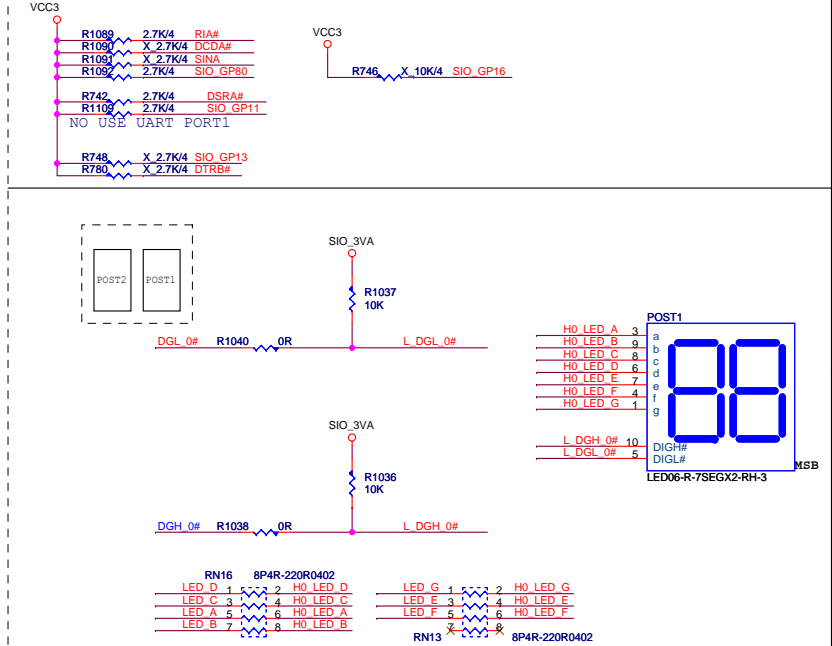 VCC3
R1089 2.7K/4 RIA#
R1090 X_2.7K/4 DCDA#
R1091 X_2.7K/4 SINA
R1092 2.7K/4 SIO_GP80
R742 2.7K/4 DSRA#
R1109 2.7K/4 SIO_GP11
NO USE UART PORT1
R748 X_2.7K/4 SIO_GP13
R780 X_2.7K/4 DTRB#
VCC3
R746 X_10K/4 SIO_GP16
POST2 POST1
SIO_3VA
R1037
10K
DGL_0# R1040 0R L_DGL_0#
SIO_3VA
R1036
10K
DGH_0# R1038 0R L_DGH_0#
POST1
H0_LED_A 3 a
H0_LED_B 9 b
H0_LED_C 8 c
H0_LED_D 6 d
H0_LED_E 7 e
H0_LED_F 4 f
H0_LED_G 1 g
L_DGH_0# 10 DIGH#
L_DGL_0# 5 DIGL#
MSB
LED06-R-7SEGX2-RH-3
RN16 8P4R-220R0402
LED_D 1 2 H0_LED_D
LED_C 3 4 H0_LED_C
LED_A 5 6 H0_LED_A
LED_B 7 8 H0_LED_B
LED_G 1 2 H0_LED_G
LED_E 3 4 H0_LED_E
LED_F 5 6 H0_LED_F
7 8
RN13 8P4R-220R0402